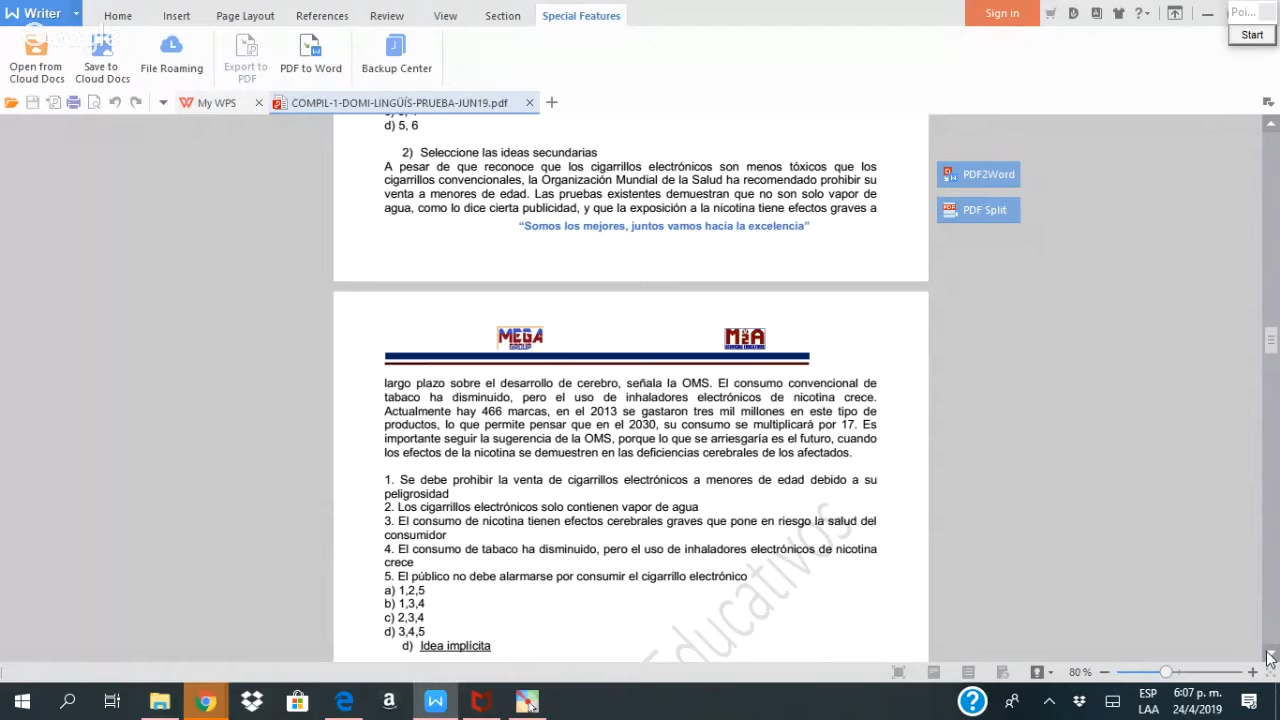 Writer
Home
Insert
Page Layout
References
Review
View
Section
Special Features
Sign in
Poi...
Start
Open from
Cloud Docs
Save to
Cloud Docs
File Roaming
Export to
PDF
PDF to Word
Backup Center
My WPS
COMPIL-1-DOMI-LINGÜÍS-PRUEBA-JUN19.pdf
d) 5, 6
2) Seleccione las ideas secundarias
A pesar de que reconoce que los cigarrillos electrónicos son menos tóxicos que los
cigarrillos convencionales, la Organización Mundial de la Salud ha recomendado prohibir su
venta a menores de edad. Las pruebas existentes demuestran que no son solo vapor de
agua, como lo dice cierta publicidad, y que la exposición a la nicotina tiene efectos graves a
“Somos los mejores, juntos vamos hacia la excelencia”
PDF2Word
PDF Split
MEGA
GROUP
M2A
largo plazo sobre el desarrollo de cerebro, señala la OMS. El consumo convencional de
tabaco ha disminuido, pero el uso de inhaladores electrónicos de nicotina crece.
Actualmente hay 466 marcas, en el 2013 se gastaron tres mil millones en este tipo de
productos, lo que permite pensar que en el 2030, su consumo se multiplicará por 17. Es
importante seguir la sugerencia de la OMS, porque lo que se arriesgaría es el futuro, cuando
los efectos de la nicotina se demuestren en las deficiencias cerebrales de los afectados.
1. Se debe prohibir la venta de cigarrillos electrónicos a menores de edad debido a su
peligrosidad
2. Los cigarrillos electrónicos solo contienen vapor de agua
3. El consumo de nicotina tienen efectos cerebrales graves que pone en riesgo la salud del
consumidor
4. El consumo de tabaco ha disminuido, pero el uso de inhaladores electrónicos de nicotina
crece
5. El público no debe alarmarse por consumir el cigarrillo electrónico
a) 1,2,5
b) 1,3,4
c) 2,3,4
d) 3,4,5
d) Idea implícita
Educativos
80 %
ESP
LAA
6:07 p. m.
24/4/2019